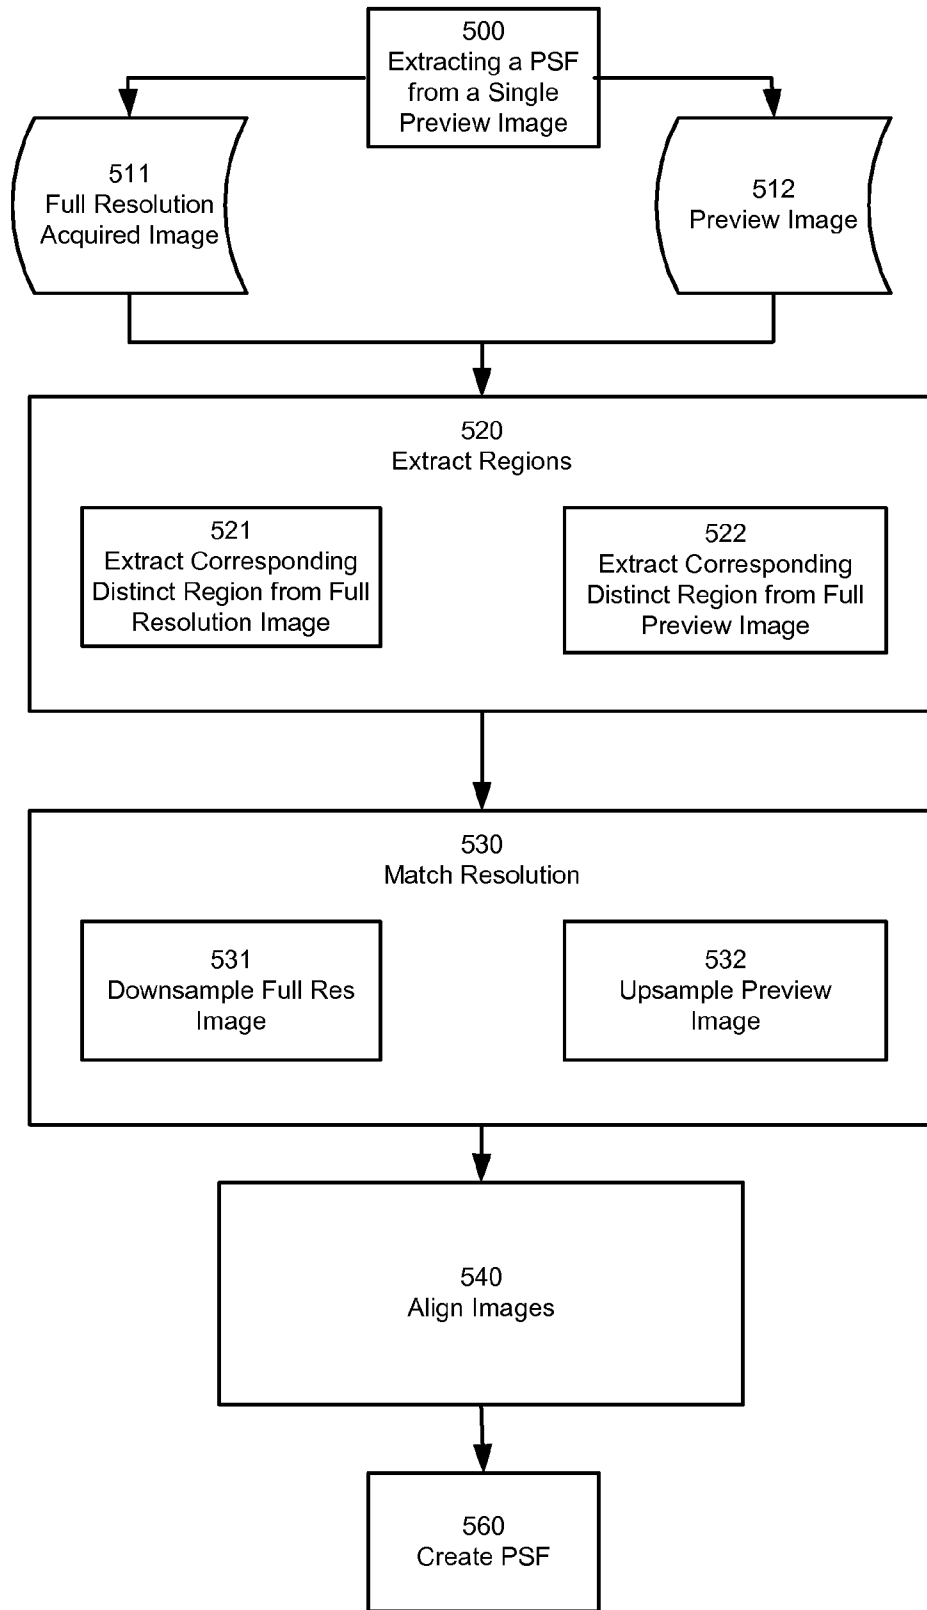 500
Extracting a PSF
from a Single
Preview Image
511
Full Resolution
Acquired Image
512
Preview Image
520
Extract Regions
521
Extract Corresponding
Distinct Region from Full
Resolution Image
522
Extract Corresponding
Distinct Region from Full
Preview Image
530
Match Resolution
531
Downsample Full Res
Image
532
Upsample Preview
Image
540
Align Images
560
Create PSF